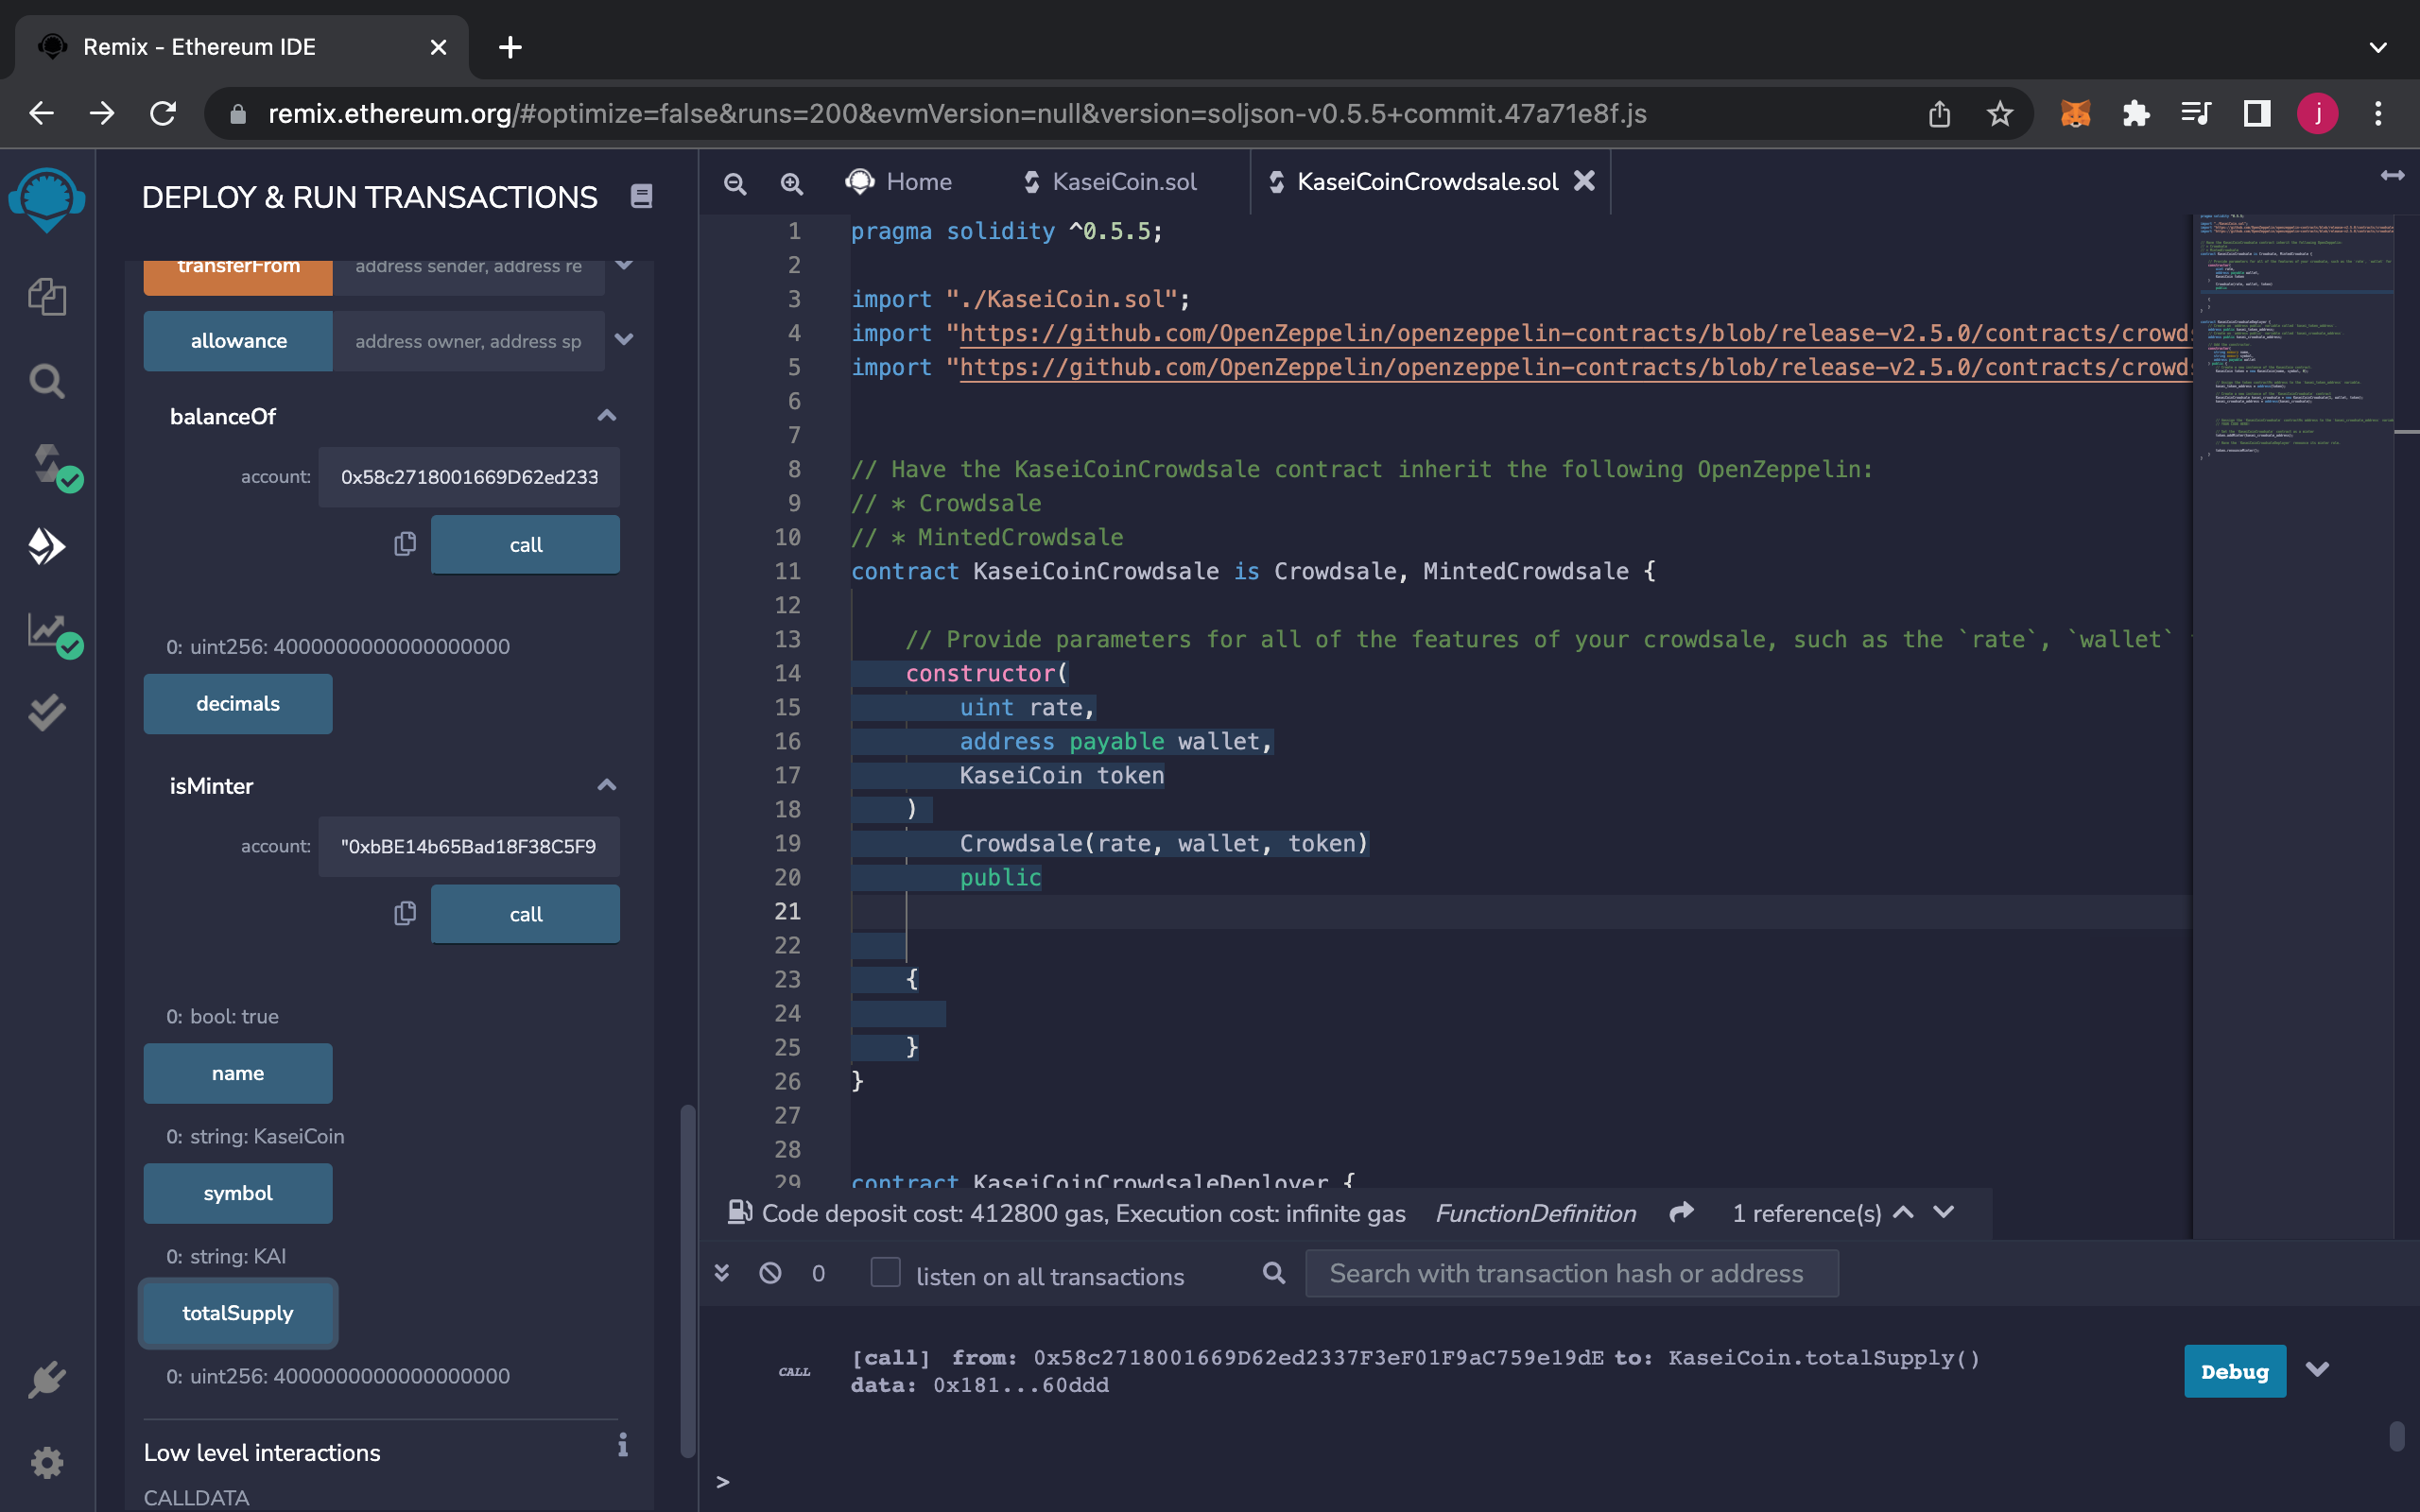 Remix - Ethereum IDE
remix.ethereum.org/#optimize=false&runs=200&evmVersion=null&version=soljson-v0.5.5+commit.47a71e8f.js
j
DEPLOY & RUN TRANSACTIONS
transferFrom address sender, address re
allowance address owner, address sp
balanceOf
account: 0x58c2718001669D62ed233
call
0: uint256: 4000000000000000000
decimals
isMinter
account: "0xbBE14b65Bad18F38C5F9
call
0: bool: true
name
0: string: KaseiCoin
symbol
0: string: KAI
totalSupply
0: uint256: 4000000000000000000
Low level interactions
CALLDATA
Home KaseiCoin.sol KaseiCoinCrowdsale.sol
1 pragma solidity ^0.5.5;
2
3 import "./KaseiCoin.sol";
4 import "https://github.com/OpenZeppelin/openzeppelin-contracts/blob/release-v2.5.0/contracts/crowds
5 import "https://github.com/OpenZeppelin/openzeppelin-contracts/blob/release-v2.5.0/contracts/crowds
6
7
8 // Have the KaseiCoinCrowdsale contract inherit the following OpenZeppelin:
9 // * Crowdsale
10 // * MintedCrowdsale
11 contract KaseiCoinCrowdsale is Crowdsale, MintedCrowdsale {
12
13 // Provide parameters for all of the features of your crowdsale, such as the `rate`, `wallet`
14 constructor(
15 uint rate,
16 address payable wallet,
17 KaseiCoin token
18 )
19 Crowdsale(rate, wallet, token)
20 public
21
22
23 {
24
25 }
26 }
27
28
29 contract KaseiCoinCrowdsaleDeployer {
Code deposit cost: 412800 gas, Execution cost: infinite gas FunctionDefinition 1 reference(s)
0 listen on all transactions Search with transaction hash or address
CALL [call] from: 0x58c2718001669D62ed2337F3eF01F9aC759e19dE to: KaseiCoin.totalSupply()
data: 0x181...60ddd
Debug
>